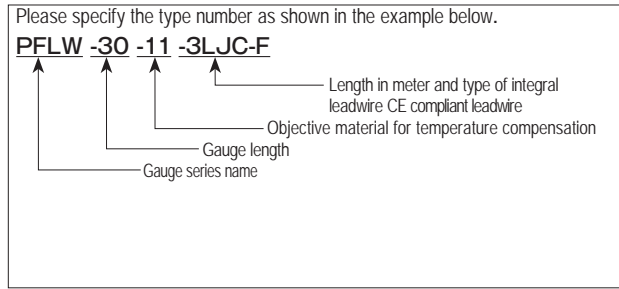 Please specify the type number as shown in the example below.
PFLW -30 -11 -3LJC-F
Length in meter and type of integral
leadwire CE compliant leadwire
Objective material for temperature compensation
Gauge length
Gauge series name